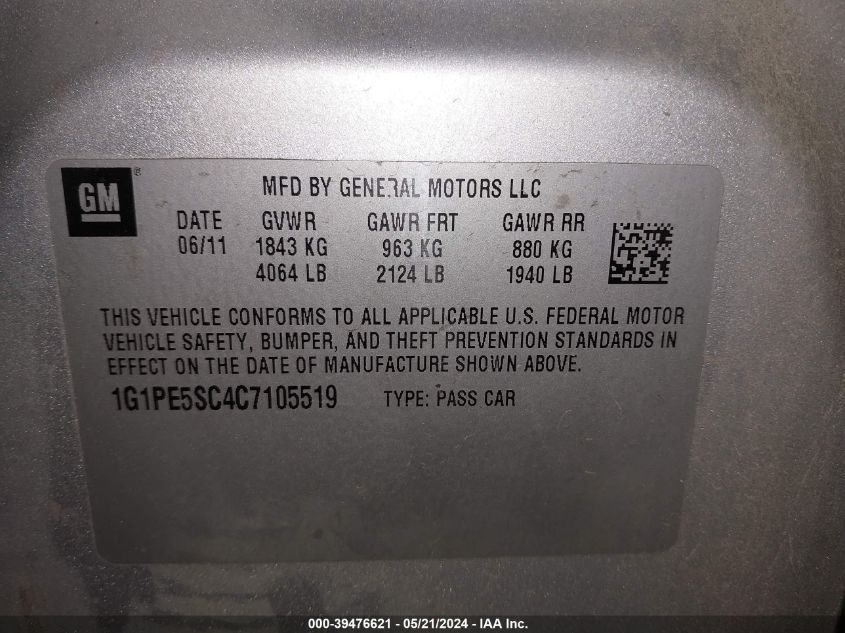 GM ®
MFD BY GENERAL MOTORS LLC
DATE GVWR GAWR FRT GAWR RR
06/11 1843 KG 963 KG 880 KG
4064 LB 2124 LB 1940 LB
THIS VEHICLE CONFORMS TO ALL APPLICABLE U.S. FEDERAL MOTOR
VEHICLE SAFETY, BUMPER, AND THEFT PREVENTION STANDARDS IN
EFFECT ON THE DATE OF MANUFACTURE SHOWN ABOVE.
1G1PE5SC4C7105519 TYPE: PASS CAR
000-39476621 - 05/21/2024 - IAA Inc.